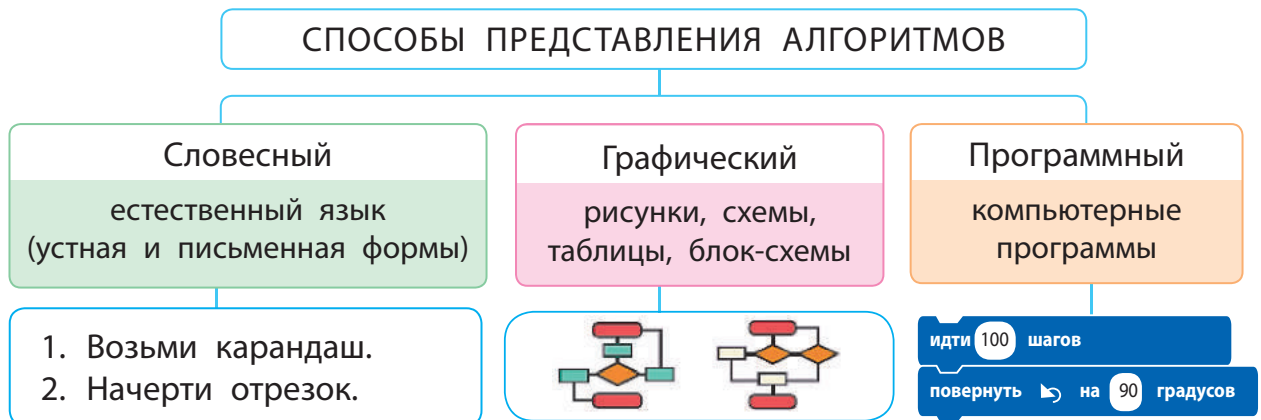 СПОСОБЫ ПРЕДСТАВЛЕНИЯ АЛГОРИТМОВ
Словесный
естественный язык
(устная и письменная формы)
1. Возьми карандаш.
2. Начерти отрезок.
Графический
рисунки, схемы,
таблицы, блок-схемы
Программный
компьютерные
программы
идти 100 шагов
повернуть на 90 градусов